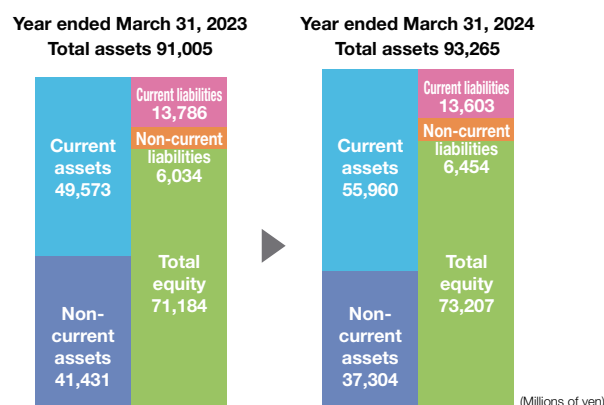 Year ended March 31, 2023
Total assets 91,005
Current
assets
49,573
Non-
current
assets
41,431
Current liabilities
13,786
Non-current
liabilities
6,034
Total
equity
71,184
Year ended March 31, 2024
Total assets 93,265
Current
assets
55,960
Non-
current
assets
37,304
Current liabilities
13,603
Non-current
liabilities
6,454
Total
equity
73,207
(Millions of yen)